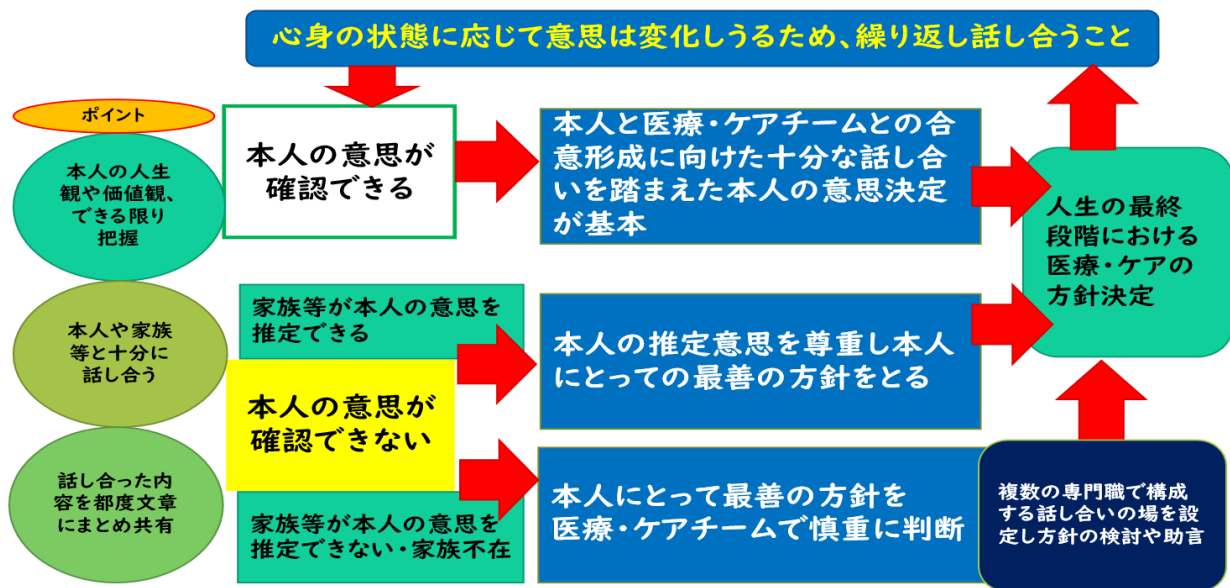 心身の状態に応じて意思は変化しうるため、繰り返し話し合うこと
ポイント
本人の人生
観や価値観、
できる限り
把握
本人や家族
等と十分に
話し合う
話し合った内
容を都度文章
にまとめ共有
本人の意思が
確認できる
本人と医療・ケアチームとの合
意形成に向けた十分な話し合
いを踏まえた本人の意思決定
が基本
家族等が本人の意思を
推定できる
本人の意思が
確認できない
家族等が本人の意思を
推定できない・家族不在
本人の推定意思を尊重し本人
にとっての最善の方針をとる
本人にとって最善の方針を
医療・ケアチームで慎重に判断
人生の最終
段階における
医療・ケアの
方針決定
複数の専門職で構成
する話し合いの場を設
定し方針の検討や助言